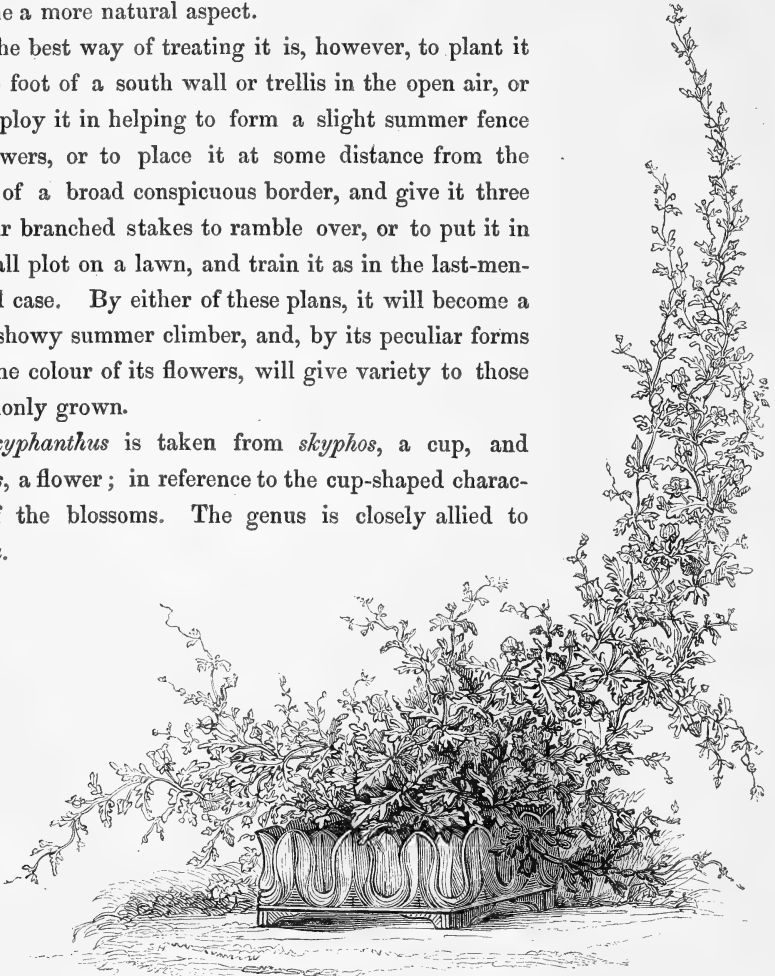 e a more natural aspect.
he best way of treating it is, however, to plant it
foot of a south wall or trellis in the open air, or
ploy it in helping to form a slight summer fence
wers, or to place it at some distance from the
of a broad conspicuous border, and give it three
r branched stakes to ramble over, or to put it in
all plot on a lawn, and train it as in the last-men-
l case. By either of these plans, it will become a
showy summer climber, and, by its peculiar forms
he colour of its flowers, will give variety to those
only grown.
yphanthus is taken from skyphos, a cup, and
, a flower; in reference to the cup-shaped charac-
the blossoms. The genus is closely allied to